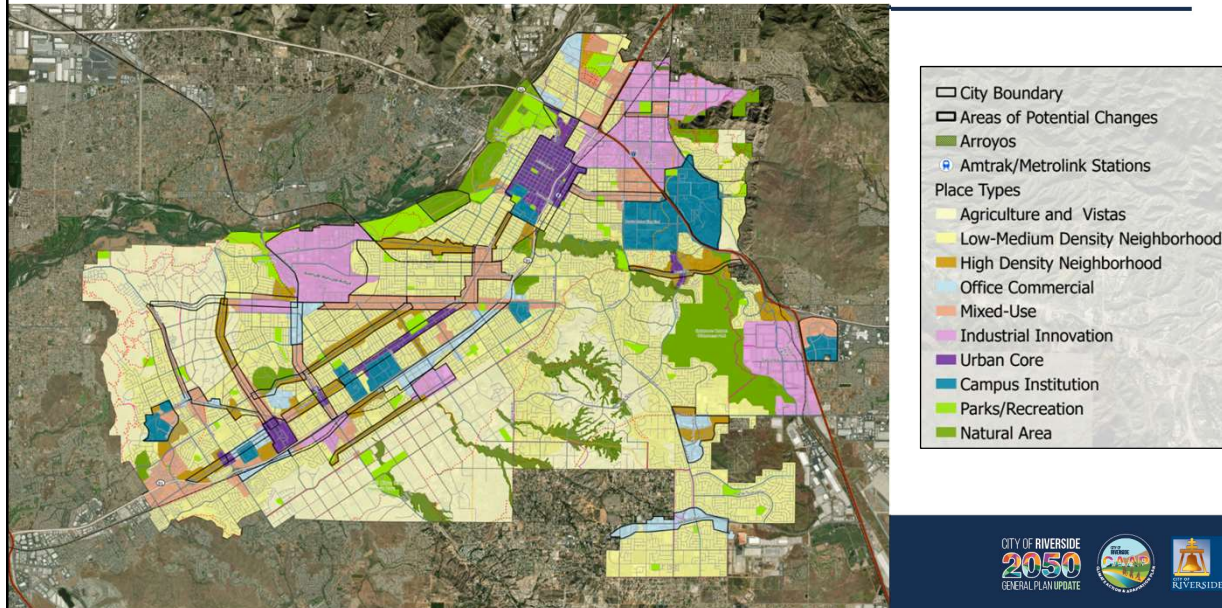 City Boundary
Areas of Potential Changes
Arroyos
Amtrak/Metrolink Stations
Place Types
Agriculture and Vistas
Low-Medium Density Neighborhood
High Density Neighborhood
Office Commercial
Mixed-Use
Industrial Innovation
Urban Core
Campus Institution
Parks/Recreation
Natural Area
CITY OF RIVERSIDE
2050
GENERAL PLAN UPDATE
CITY OF
RIVERSIDE